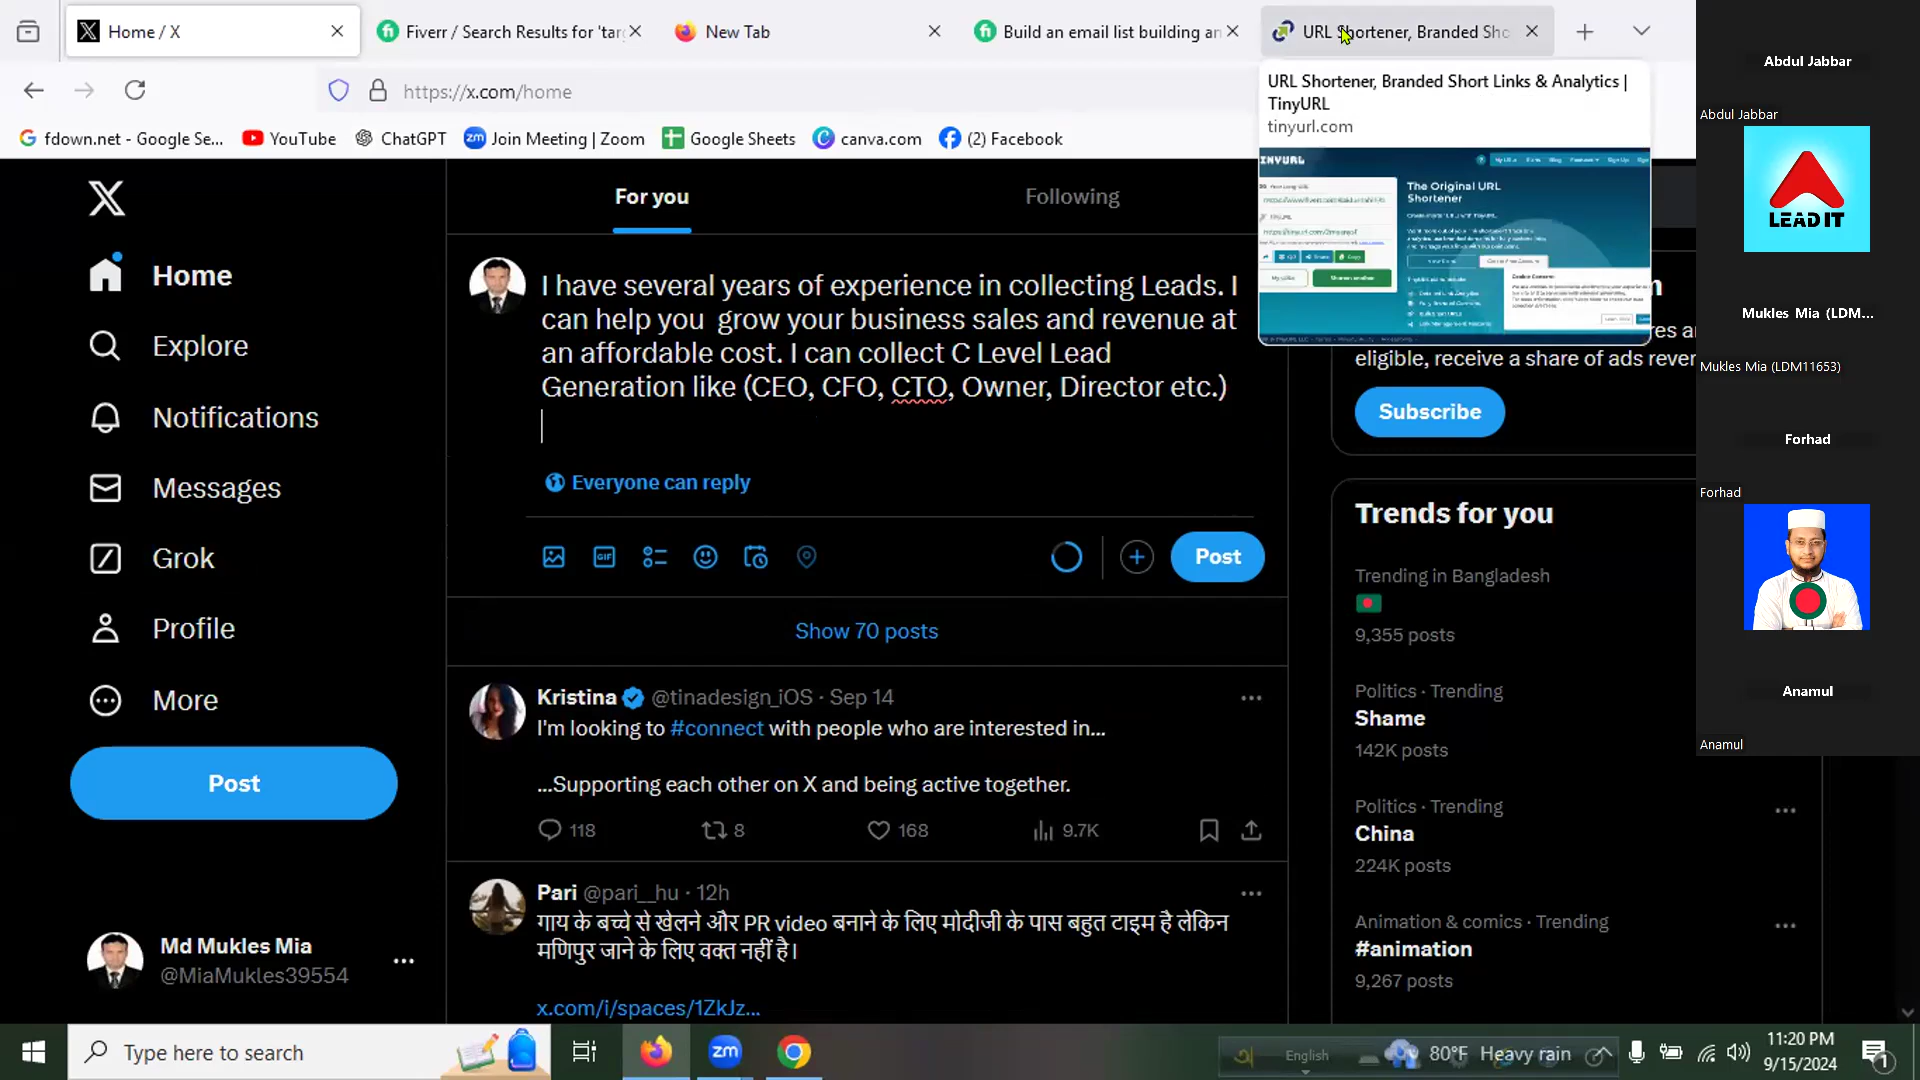 Home / X
Fiverr / Search Results for 'tar
New Tab
Build an email list building an
URL Shortener, Branded Sho
https://x.com/home
URL Shortener, Branded Short Links & Analytics |
TinyURL
tinyurl.com
fdown.net - Google Se...
YouTube
ChatGPT
Join Meeting | Zoom
Google Sheets
canva.com
(2) Facebook
The Original URL
Shortener
For you
Following
Home
Explore
Notifications
Messages
Grok
Profile
More
Post
Md Mukles Mia
@MiaMukles39554
I have several years of experience in collecting Leads. I
can help you grow your business sales and revenue at
an affordable cost. I can collect C Level Lead
Generation like (CEO, CFO, CTO, Owner, Director etc.)
Everyone can reply
GIF
Post
Show 70 posts
Kristina @tinadesign_iOS · Sep 14
I'm looking to #connect with people who are interested in...
...Supporting each other on X and being active together.
118
8
168
9.7K
Pari @pari__hu · 12h
गाय के बच्चे से खेलने और PR video बनाने के लिए मोदीजी के पास बहुत टाइम है लेकिन
मणिपुर जाने के लिए वक्त नहीं है।
x.com/i/spaces/1ZkJz...
eligible, receive a share of ads rever
Subscribe
Trends for you
Trending in Bangladesh
9,355 posts
Politics · Trending
Shame
142K posts
Politics · Trending
China
224K posts
Animation & comics · Trending
#animation
9,267 posts
Abdul Jabbar
Abdul Jabbar
LEAD IT
Mukles Mia (LDM...
Mukles Mia (LDM11653)
Forhad
Forhad
Anamul
Anamul
Type here to search
zm
English
80°F Heavy rain
11:20 PM
9/15/2024
1